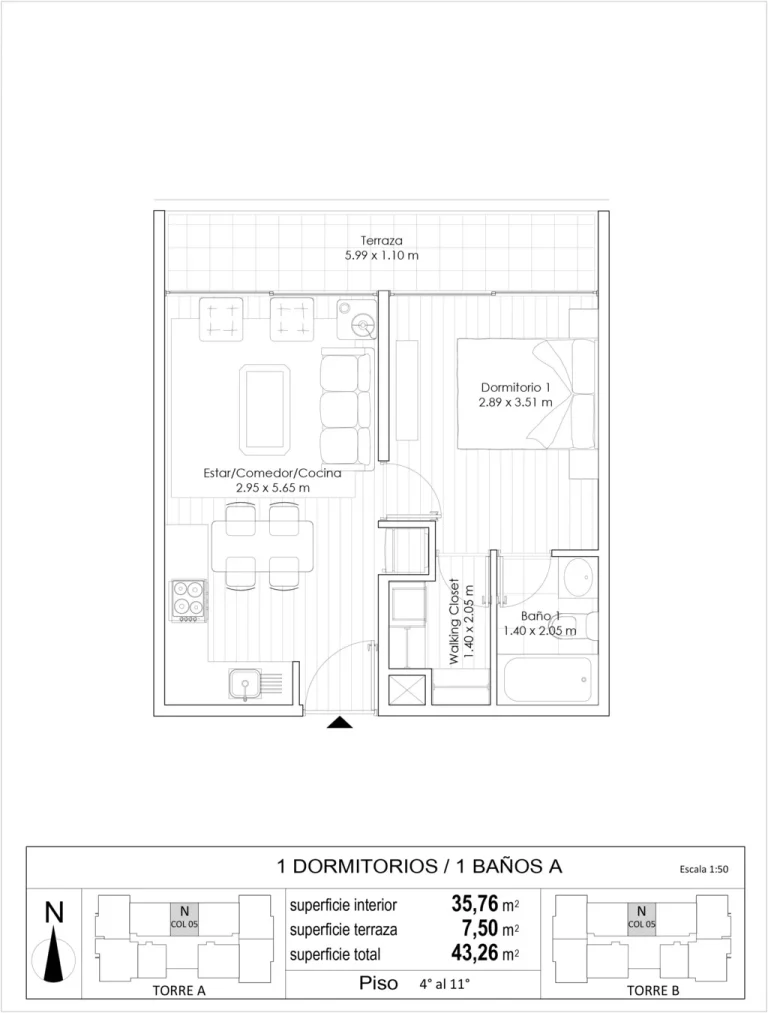 Terraza
5.99 x 1.10 m
Dormitorio 1
2.89 x 3.51 m
Estar/Comedor/Cocina
2.95 x 5.65 m
Walking Closet
1.40 x 2.05 m
Baño 1
1.40 x 2.05 m
1 DORMITORIOS / 1 BAÑOS A
Escala 1:50
N
N
COL 05
TORRE A
superficie interior 35,76 m²
superficie terraza 7,50 m²
superficie total 43,26 m²
Piso 4° al 11°
N
COL 05
TORRE B